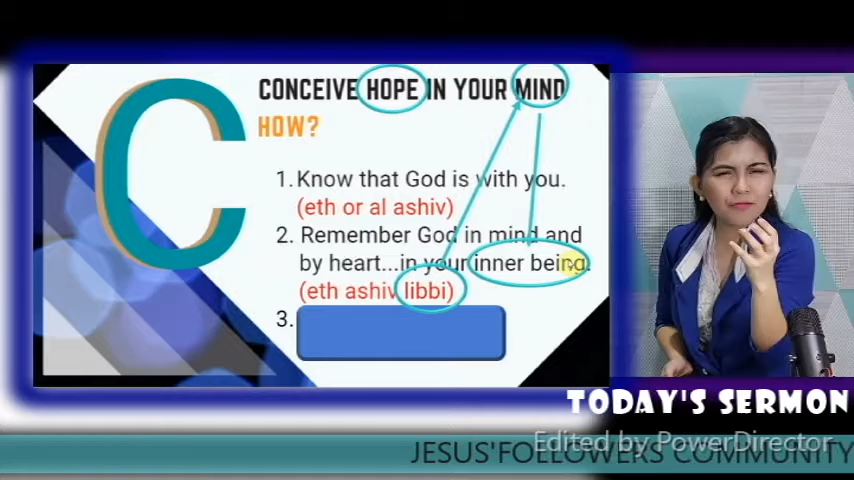 C
CONCEIVE HOPE IN YOUR MIND
HOW?
1. Know that God is with you.
(eth or al ashiv)
2. Remember God in mind and
by heart...in your inner being.
(eth ashiv libbi)
3.
TODAY'S SERMON
Edited by PowerDirector
JESUS'FOLLOWERS COMMUNITY